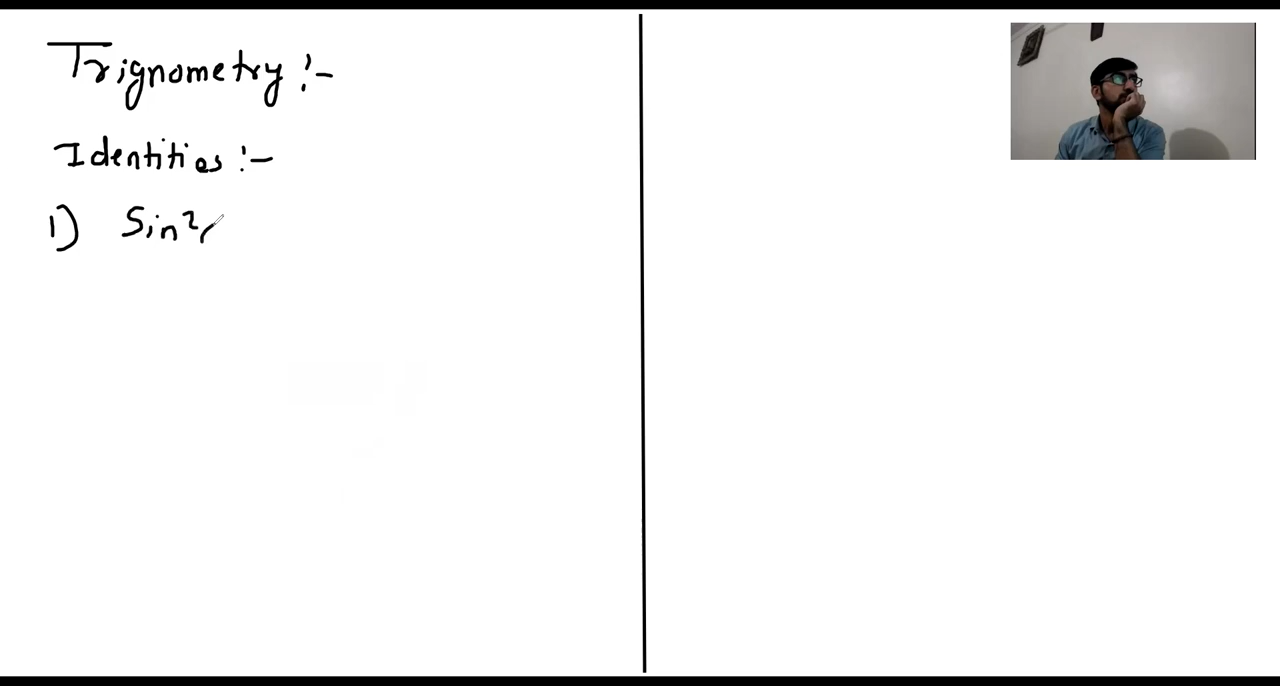 Trignometry :-
Identities :-
1) Sin²